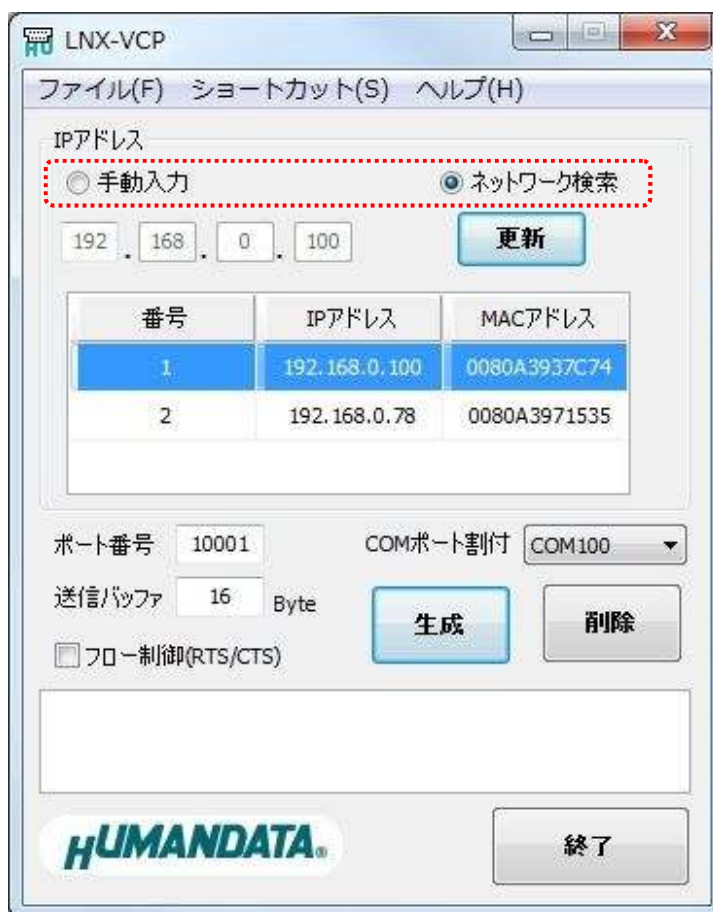 LNX-VCP
ファイル(F) ショートカット(S) ヘルプ(H)
IPアドレス
手動入力 ネットワーク検索
192 . 168 . 0 . 100 更新
番号 IPアドレス MACアドレス
1 192.168.0.100 0080A3937C74
2 192.168.0.78 0080A3971535
ポート番号 10001 COMポート割付 COM100
送信バッファ 16 Byte 生成 削除
フロー制御(RTS/CTS)
HUMANDATA® 終了